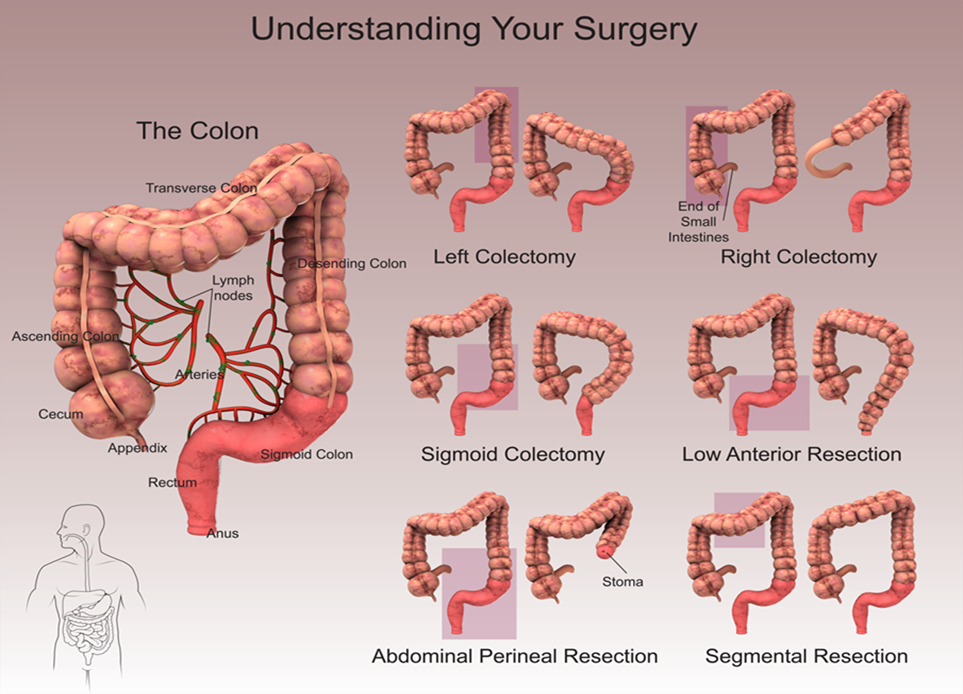 Understanding Your Surgery
The Colon
Transverse Colon
Desending Colon
Lymph
nodes
Ascending Colon
Arteries
Cecum
Appendix
Sigmoid Colon
Rectum
Anus
Left Colectomy
End of
Small
Intestines
Right Colectomy
Sigmoid Colectomy
Low Anterior Resection
Stoma
Abdominal Perineal Resection
Segmental Resection